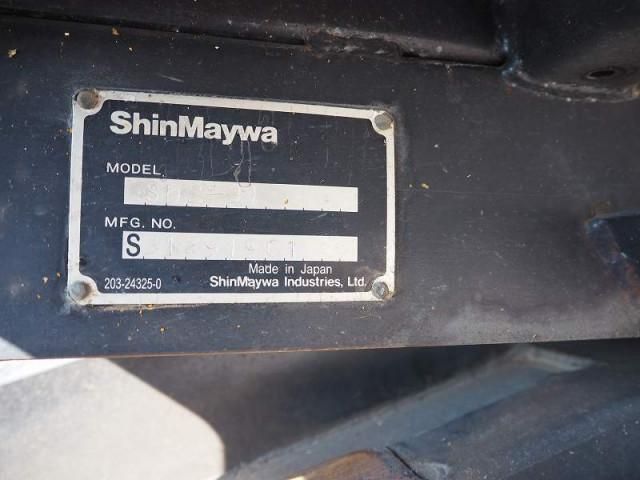 ShinMaywa
MODEL
MFG. NO.
S
Made in Japan
203-24325-0
ShinMaywa Industries, Ltd.